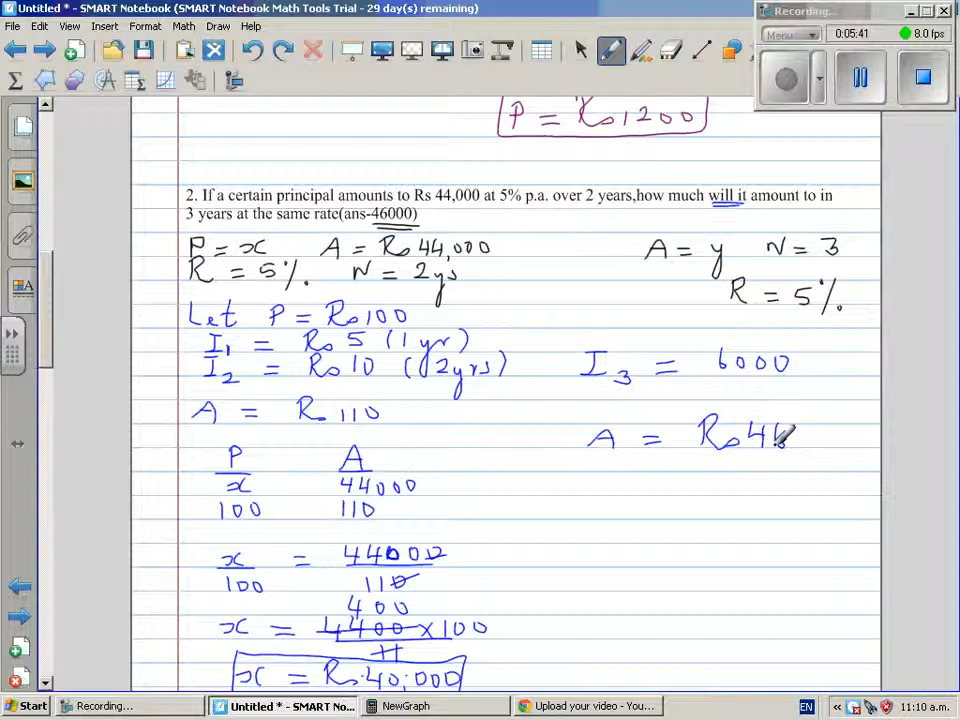 Untitled * - SMART Notebook (SMART Notebook Math Tools Trial - 29 day(s) remaining)
File Edit View Insert Format Math Draw Help
Recording...
Menu
0:05:41
8.0 fps
P = Rs 1200
2. If a certain principal amounts to Rs 44,000 at 5% p.a. over 2 years,how much will it amount to in
3 years at the same rate(ans-46000)
P = x A = Rs 44,000 A = y N = 3
R = 5%. N = 2ys R = 5%.
Let P = Rs 100
I1 = Rs 5 (1 yr)
I2 = Rs 10 (2yrs) I3 = 6000
A = Rs 110 A = Rs 46
P A
x 44000
100 110
x = 44000
100 110
400
x = 4400 x 100
11
x = Rs. 40,000
Start Recording... Untitled * - SMART No... NewGraph Upload your video - You... EN 11:10 a.m.